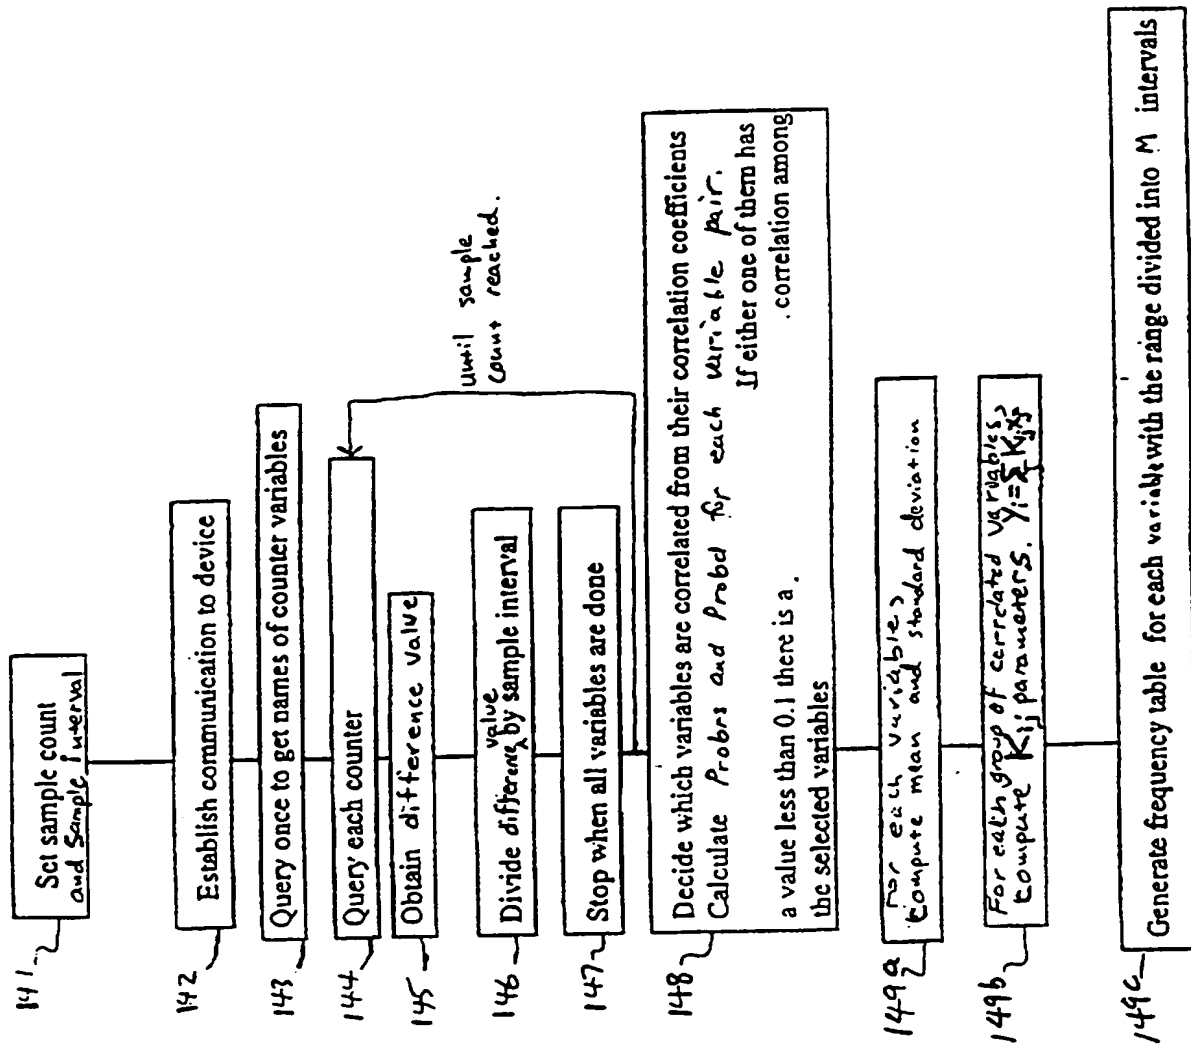 141
Set sample count
and Sample interval
142
Establish communication to device
143
Query once to get names of counter variables
144
Query each counter
145
Obtain difference value
until sample
count reached.
146
value
Divide difference by sample interval
147
Stop when all variables are done
148
Decide which variables are correlated from their correlation coefficients
Calculate Probrs and Probd for each variable pair.
If either one of them has
a value less than 0.1 there is a . correlation among
the selected variables
149a
For each variable,
compute mean and standard deviation
149b
For each group of correlated variables,
compute Kij parameters. yi = Σ Kijxj
149c
Generate frequency table for each variable with the range divided into M intervals